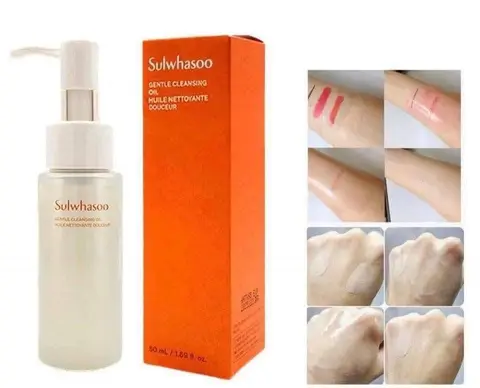 Sulwhasoo
GENTLE CLEANSING OIL
HUILE NETTOYANTE DOUCEUR
Sulwhasoo
GENTLE CLEANSING
OIL
HUILE NETTOYANTE
DOUCEUR
50 mL / 1.69 fl. oz.